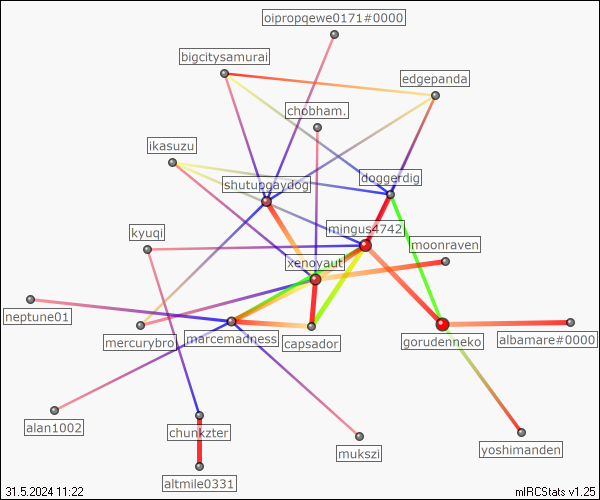 oipropqewe0171#0000
bigcitysamurai
edgepanda
chobham.
ikasuzu
doggerdig
shutupgaydog
mingus4742
kyuqi
moonraven
xenoyaut
neptune01
mercurybro
marcemadness
capsador
gorudenneko
albamare#0000
alan1002
chunkzter
mukszi
yoshimanden
altmile0331
31.5.2024 11:22
mIRCStats v1.25